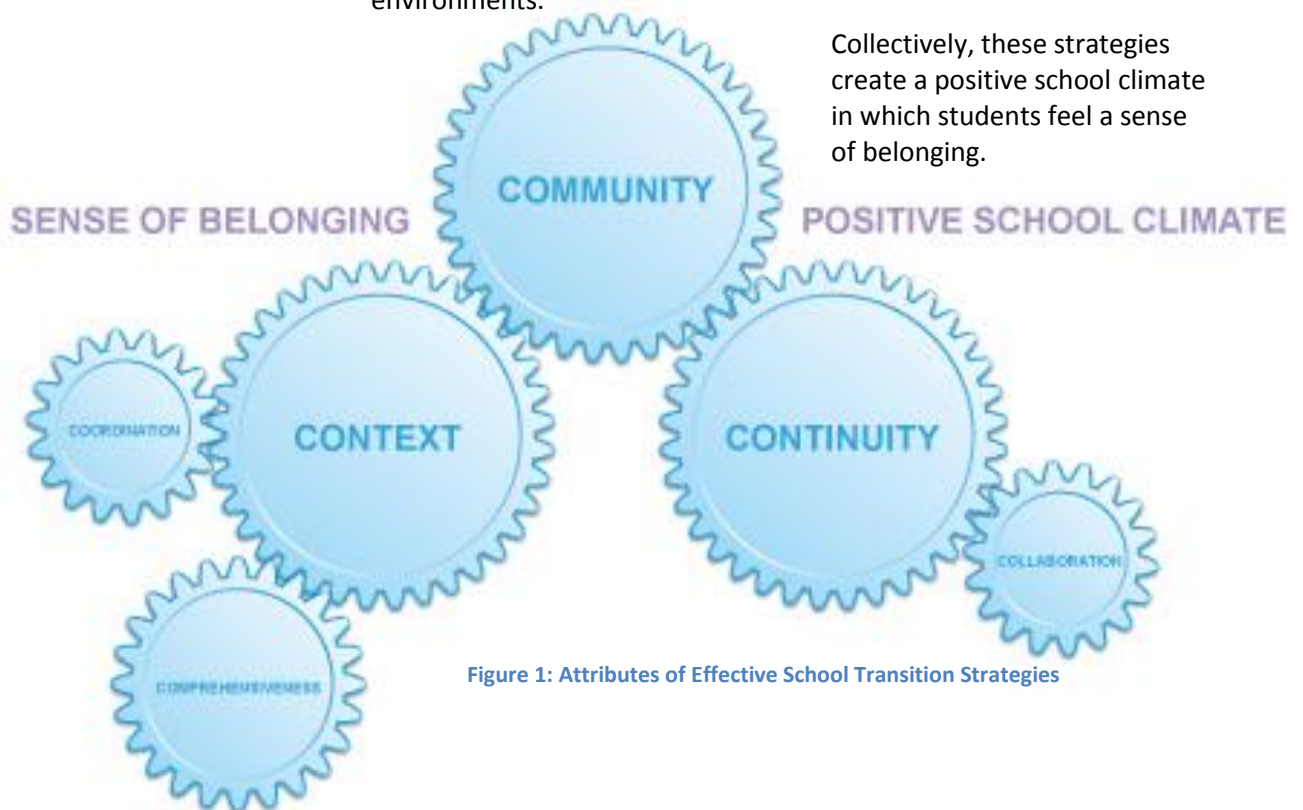 environments.
Collectively, these strategies
create a positive school climate
in which students feel a sense
of belonging.
COMMUNITY
SENSE OF BELONGING
POSITIVE SCHOOL CLIMATE
COORDINATION
CONTEXT
CONTINUITY
COLLABORATION
COMPREHENSIVENESS
Figure 1: Attributes of Effective School Transition Strategies